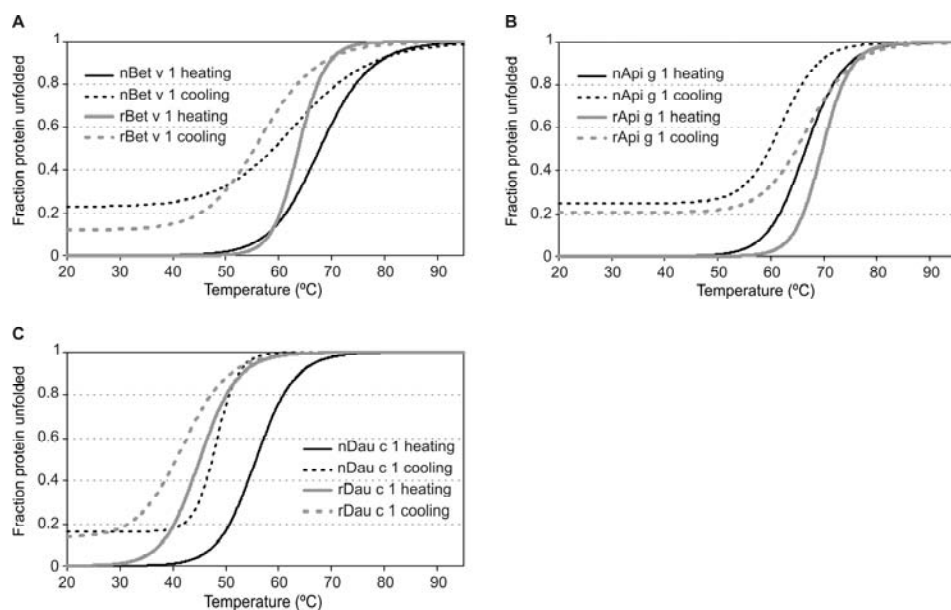 A
Fraction protein unfolded
1
0.8
0.6
0.4
0.2
0
nBet v 1 heating
nBet v 1 cooling
rBet v 1 heating
rBet v 1 cooling
20 30 40 50 60 70 80 90
Temperature (ºC)
B
Fraction protein unfolded
1
0.8
0.6
0.4
0.2
0
nApi g 1 heating
nApi g 1 cooling
rApi g 1 heating
rApi g 1 cooling
20 30 40 50 60 70 80 90
Temperature (ºC)
C
Fraction protein unfolded
1
0.8
0.6
0.4
0.2
0
nDau c 1 heating
nDau c 1 cooling
rDau c 1 heating
rDau c 1 cooling
20 30 40 50 60 70 80 90
Temperature (ºC)